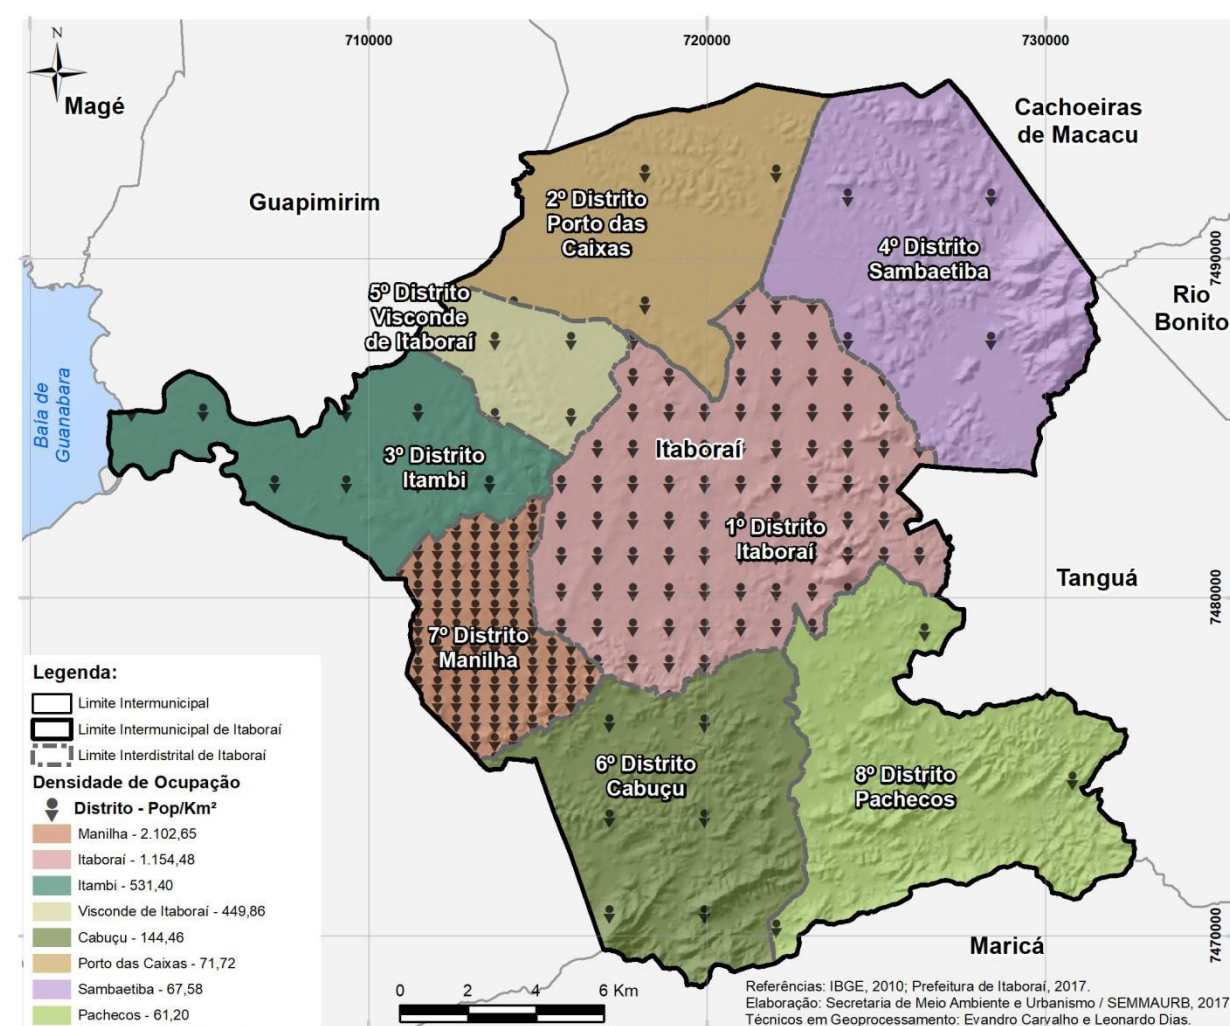 710000
720000
730000
N
Magé
Cachoeiras
de Macacu
Guapimirim
2º Distrito
Porto das
Caixas
4º Distrito
Sambaetiba
7490000
5º Distrito
Visconde
de Itaboraí
Rio
Bonito
Baía de
Guanabara
3º Distrito
Itambi
Itaboraí
1º Distrito
Itaboraí
Tanguá
7480000
7º Distrito
Manilha
6º Distrito
Cabuçu
8º Distrito
Pachecos
Maricá
7470000
Legenda:
Limite Intermunicipal
Limite Intermunicipal de Itaboraí
Limite Interdistrital de Itaboraí
Densidade de Ocupação
Distrito - Pop/Km²
Manilha - 2.102,65
Itaboraí - 1.154,48
Itambi - 531,40
Visconde de Itaboraí - 449,86
Cabuçu - 144,46
Porto das Caixas - 71,72
Sambaetiba - 67,58
Pachecos - 61,20
0 2 4 6 Km
Referências: IBGE, 2010; Prefeitura de Itaboraí, 2017.
Elaboração: Secretaria de Meio Ambiente e Urbanismo / SEMMAURB, 2017
Técnicos em Geoprocessamento: Evandro Carvalho e Leonardo Dias.